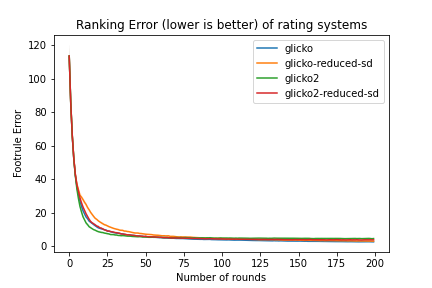 Ranking Error (lower is better) of rating systems
120
100
80
60
40
20
0
Footrule Error
glicko
glicko-reduced-sd
glicko2
glicko2-reduced-sd
0 25 50 75 100 125 150 175 200
Number of rounds